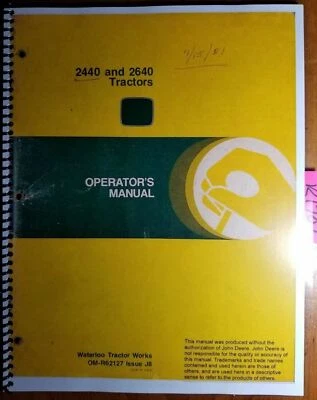 2440 and 2640
Tractors
7/15/81
OPERATOR'S
MANUAL
Waterloo Tractor Works
OM-R62127 Issue J8
This manual was produced without the
authorization of John Deere. John Deere is
not responsible for the quality or accuracy of
this manual. Trademarks and trade names
contained and used herein are those of
others, and are used here in a descriptive
sense to refer to the products of others.